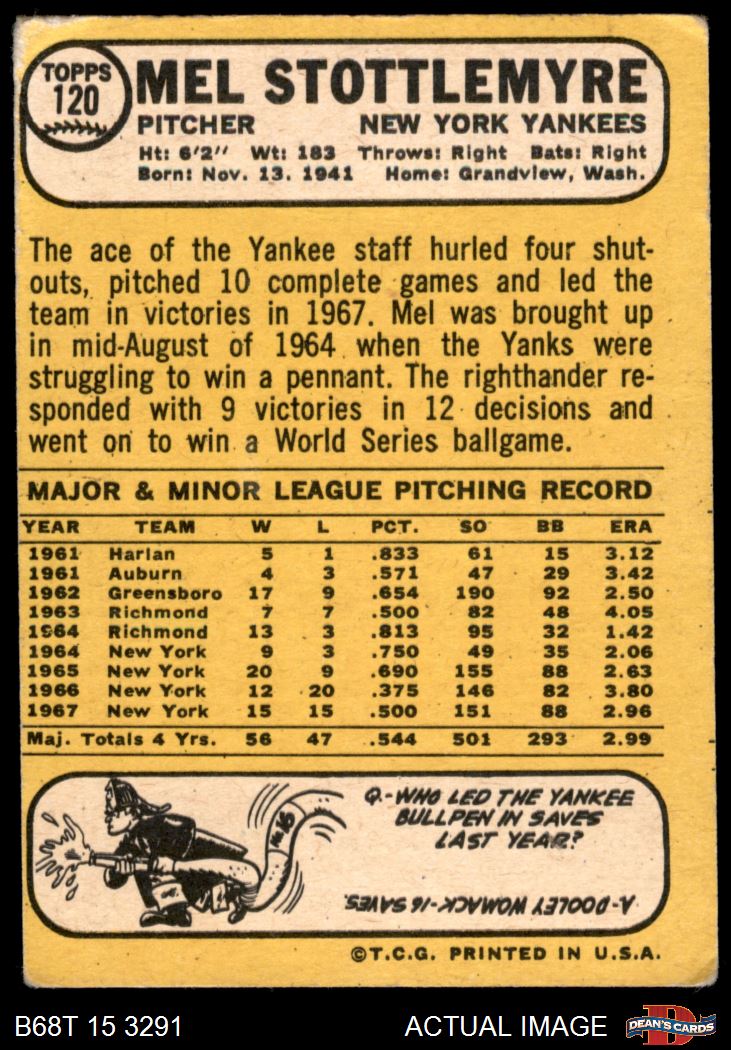 TOPPS
120
MEL STOTTLEMYRE
PITCHER NEW YORK YANKEES
Ht: 6'2" Wt: 183 Throws: Right Bats: Right
Born: Nov. 13. 1941 Home: Grandview, Wash.
The ace of the Yankee staff hurled four shut-
outs, pitched 10 complete games and led the
team in victories in 1967. Mel was brought up
in mid-August of 1964 when the Yanks were
struggling to win a pennant. The righthander re-
sponded with 9 victories in 12 decisions and
went on to win a World Series ballgame.
MAJOR & MINOR LEAGUE PITCHING RECORD
YEAR TEAM W L PCT. SO BB ERA
1961 Harlan 5 1 .833 61 15 3.12
1961 Auburn 4 3 .571 47 29 3.42
1962 Greensboro 17 9 .654 190 92 2.50
1963 Richmond 7 7 .500 82 48 4.05
1964 Richmond 13 3 .813 95 32 1.42
1964 New York 9 3 .750 49 35 2.06
1965 New York 20 9 .690 155 88 2.63
1966 New York 12 20 .375 146 82 3.80
1967 New York 15 15 .500 151 88 2.96
Maj. Totals 4 Yrs. 56 47 .544 501 293 2.99
Q.-WHO LED THE YANKEE
BULLPEN IN SAVES
LAST YEAR?
A-DOOLEY WOMACK-16 SAVES.
©T.C.G. PRINTED IN U.S.A.
B68T 15 3291 ACTUAL IMAGE
D
DEAN'S CARDS